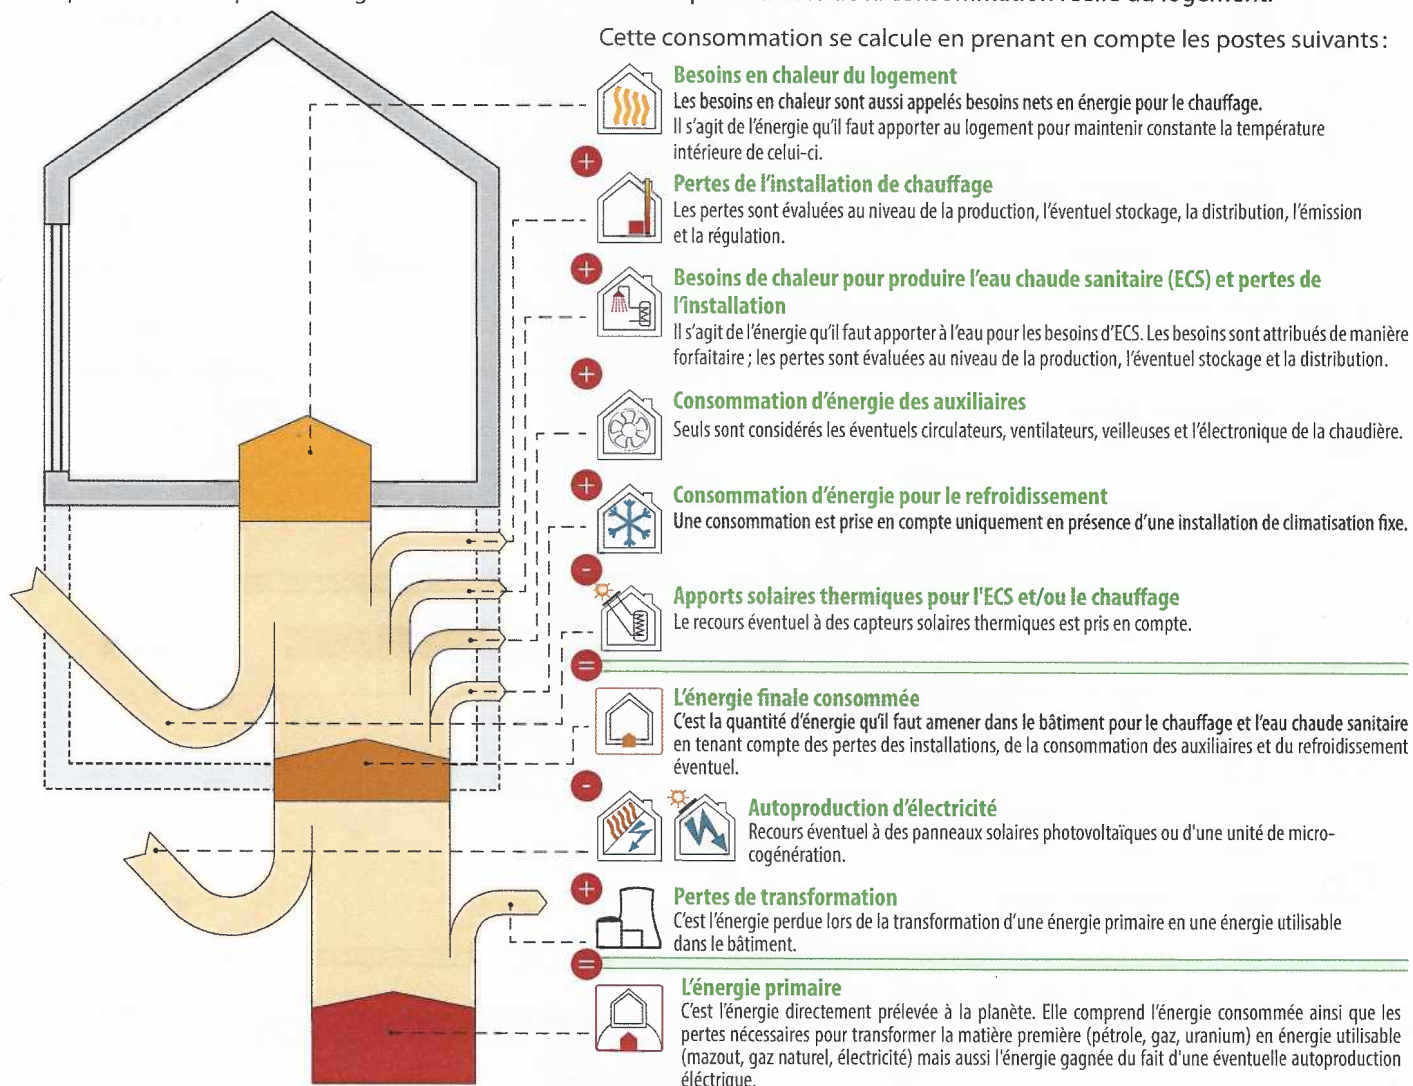 Cette consommation se calcule en prenant en compte les postes suivants :
Besoins en chaleur du logement
Les besoins en chaleur sont aussi appelés besoins nets en énergie pour le chauffage.
Il s'agit de l'énergie qu'il faut apporter au logement pour maintenir constante la température
intérieure de celui-ci.
+
Pertes de l'installation de chauffage
Les pertes sont évaluées au niveau de la production, l'éventuel stockage, la distribution, l'émission
et la régulation.
+
Besoins de chaleur pour produire l'eau chaude sanitaire (ECS) et pertes de
l'installation
Il s'agit de l'énergie qu'il faut apporter à l'eau pour les besoins d'ECS. Les besoins sont attribués de manière
forfaitaire ; les pertes sont évaluées au niveau de la production, l'éventuel stockage et la distribution.
+
Consommation d'énergie des auxiliaires
Seuls sont considérés les éventuels circulateurs, ventilateurs, veilleuses et l'électronique de la chaudière.
+
Consommation d'énergie pour le refroidissement
Une consommation est prise en compte uniquement en présence d'une installation de climatisation fixe.
-
Apports solaires thermiques pour l'ECS et/ou le chauffage
Le recours éventuel à des capteurs solaires thermiques est pris en compte.
=
L'énergie finale consommée
C'est la quantité d'énergie qu'il faut amener dans le bâtiment pour le chauffage et l'eau chaude sanitaire
en tenant compte des pertes des installations, de la consommation des auxiliaires et du refroidissement
éventuel.
-
Autoproduction d'électricité
Recours éventuel à des panneaux solaires photovoltaïques ou d'une unité de micro-
cogénération.
+
Pertes de transformation
C'est l'énergie perdue lors de la transformation d'une énergie primaire en une énergie utilisable
dans le bâtiment.
=
L'énergie primaire
C'est l'énergie directement prélevée à la planète. Elle comprend l'énergie consommée ainsi que les
pertes nécessaires pour transformer la matière première (pétrole, gaz, uranium) en énergie utilisable
(mazout, gaz naturel, électricité) mais aussi l'énergie gagnée du fait d'une éventuelle autoproduction
éléctrique.